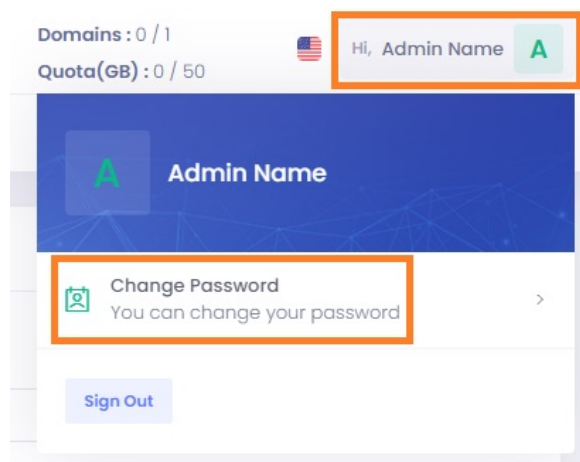 Domains : 0 / 1
Hi, Admin Name A
Quota(GB) : 0 / 50
A Admin Name
Change Password
You can change your password
Sign Out